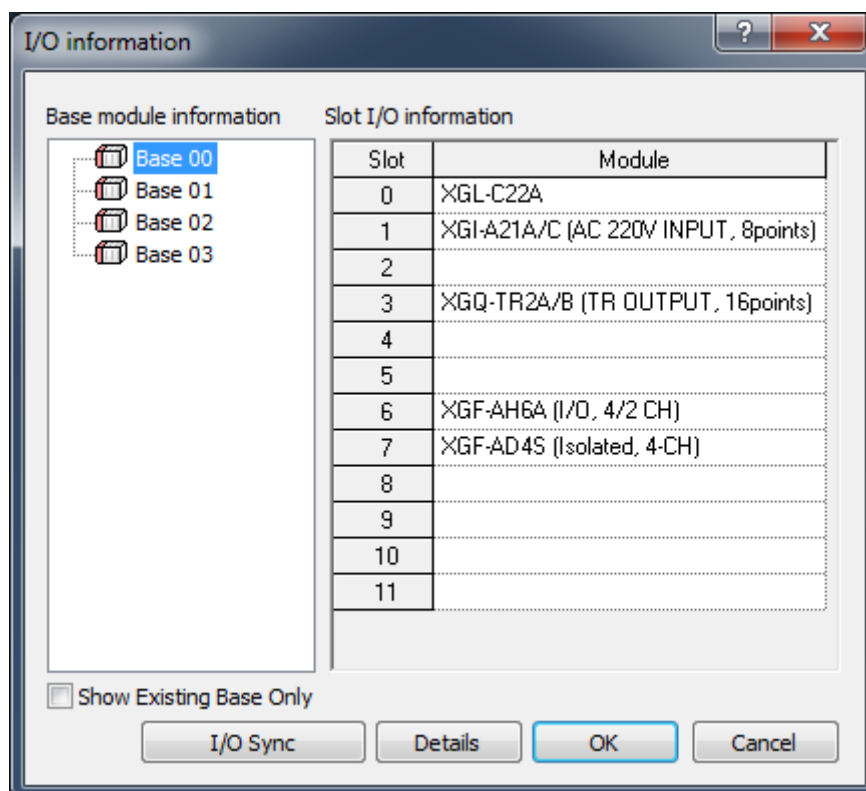 I/O information
Base module information
Base 00
Base 01
Base 02
Base 03
Slot I/O information
Slot Module
0 XGL-C22A
1 XGI-A21A/C (AC 220V INPUT, 8points)
2
3 XGQ-TR2A/B (TR OUTPUT, 16points)
4
5
6 XGF-AH6A (I/O, 4/2 CH)
7 XGF-AD4S (Isolated, 4-CH)
8
9
10
11
Show Existing Base Only
I/O Sync Details OK Cancel